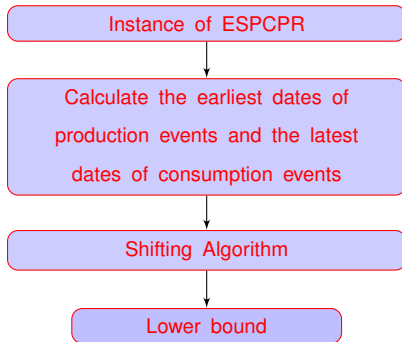 Instance of ESPCPR
Calculate the earliest dates of
production events and the latest
dates of consumption events
Shifting Algorithm
Lower bound